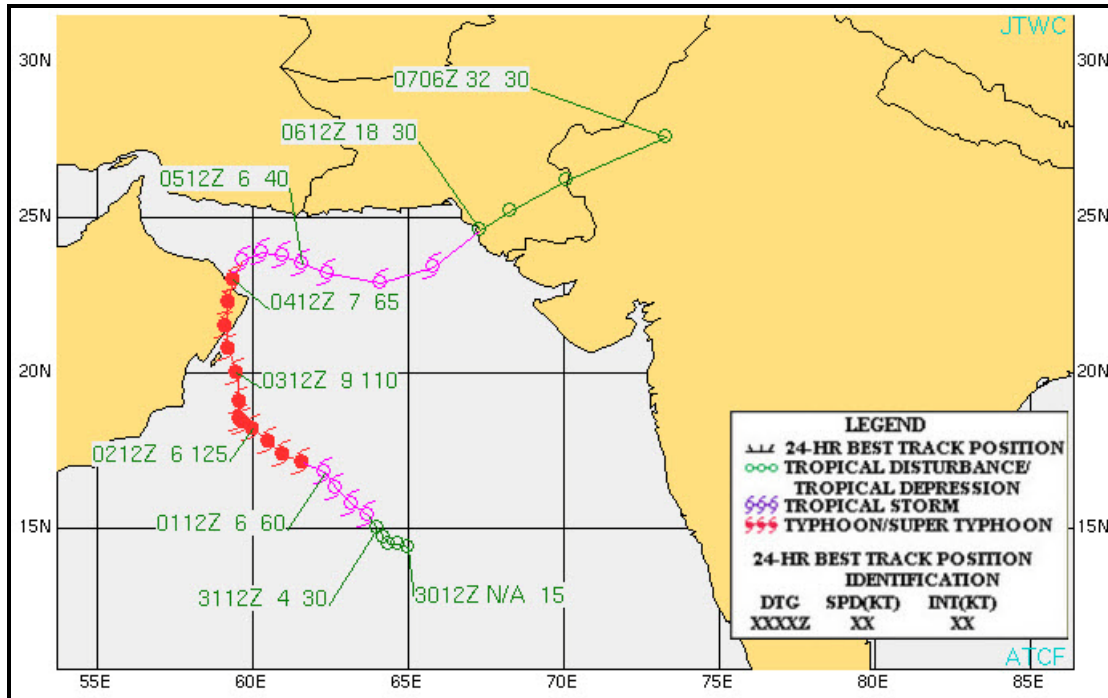 JTWC
30N
30N
0706Z 32 30
0612Z 18 30
0512Z 6 40
25N
25N
0412Z 7 65
20N
20N
0312Z 9 110
0212Z 6 125
0112Z 6 60
15N
15N
3112Z 4 30
3012Z N/A 15
LEGEND
24-HR BEST TRACK POSITION
TROPICAL DISTURBANCE/
TROPICAL DEPRESSION
TROPICAL STORM
TYPHOON/SUPER TYPHOON
24-HR BEST TRACK POSITION
IDENTIFICATION
DTG SPD(KT) INT(KT)
XXXXZ XX XX
ATCF
55E 60E 65E 70E 75E 80E 85E